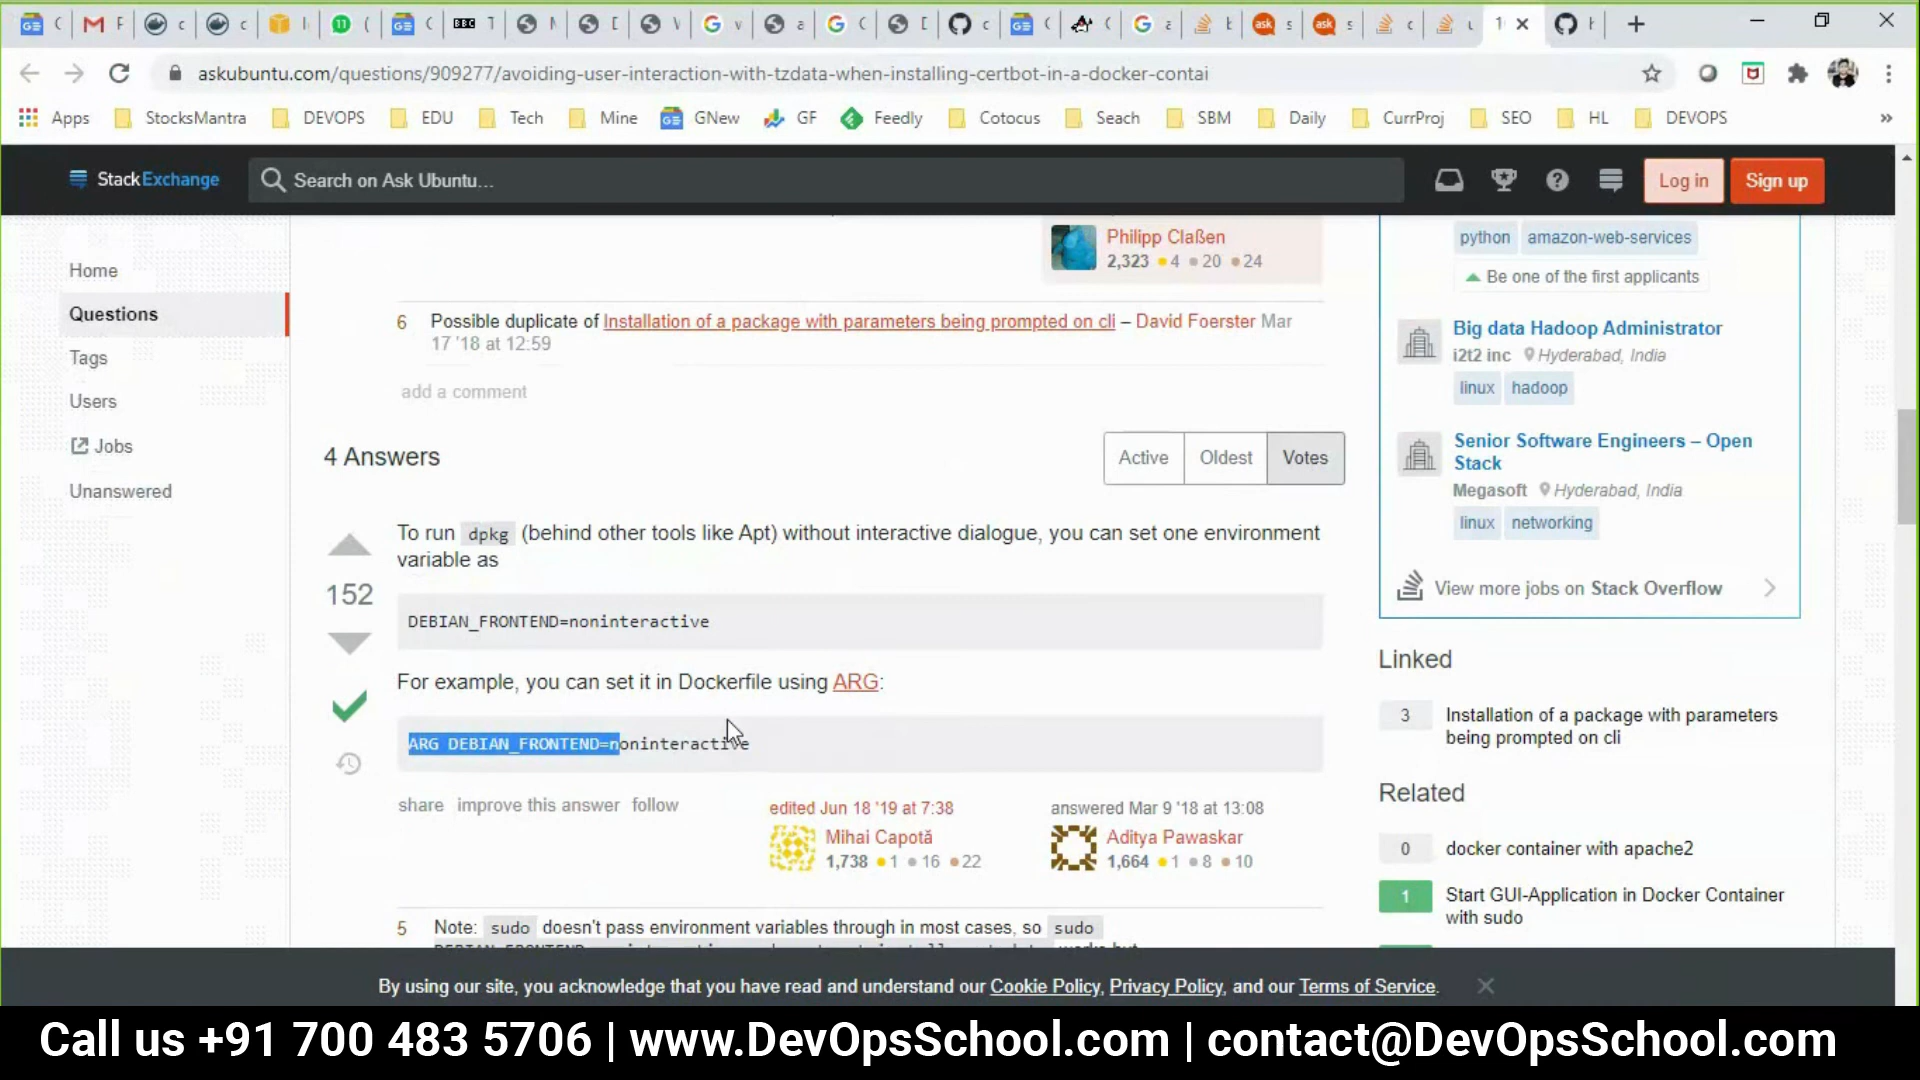 11
BBC
ask
ask
askubuntu.com/questions/909277/avoiding-user-interaction-with-tzdata-when-installing-certbot-in-a-docker-contai
Apps StocksMantra DEVOPS EDU Tech Mine GNew GF Feedly Cotocus Seach SBM Daily CurrProj SEO HL DEVOPS »
StackExchange Search on Ask Ubuntu... Log in Sign up
Home
Questions
Tags
Users
Jobs
Unanswered
Philipp Claßen
2,323 4 20 24
6 Possible duplicate of Installation of a package with parameters being prompted on cli – David Foerster Mar
17 '18 at 12:59
add a comment
4 Answers
Active Oldest Votes
152
To run dpkg (behind other tools like Apt) without interactive dialogue, you can set one environment
variable as
DEBIAN_FRONTEND=noninteractive
For example, you can set it in Dockerfile using ARG:
ARG DEBIAN_FRONTEND=noninteractive
share improve this answer follow
edited Jun 18 '19 at 7:38
Mihai Capotă
1,738 1 16 22
answered Mar 9 '18 at 13:08
Aditya Pawaskar
1,664 1 8 10
5 Note: sudo doesn't pass environment variables through in most cases, so sudo
python amazon-web-services
Be one of the first applicants
Big data Hadoop Administrator
i2t2 inc Hyderabad, India
linux hadoop
Senior Software Engineers – Open
Stack
Megasoft Hyderabad, India
linux networking
View more jobs on Stack Overflow
Linked
3 Installation of a package with parameters
being prompted on cli
Related
0 docker container with apache2
1 Start GUI-Application in Docker Container
with sudo
By using our site, you acknowledge that you have read and understand our Cookie Policy, Privacy Policy, and our Terms of Service.
Call us +91 700 483 5706 | www.DevOpsSchool.com | contact@DevOpsSchool.com